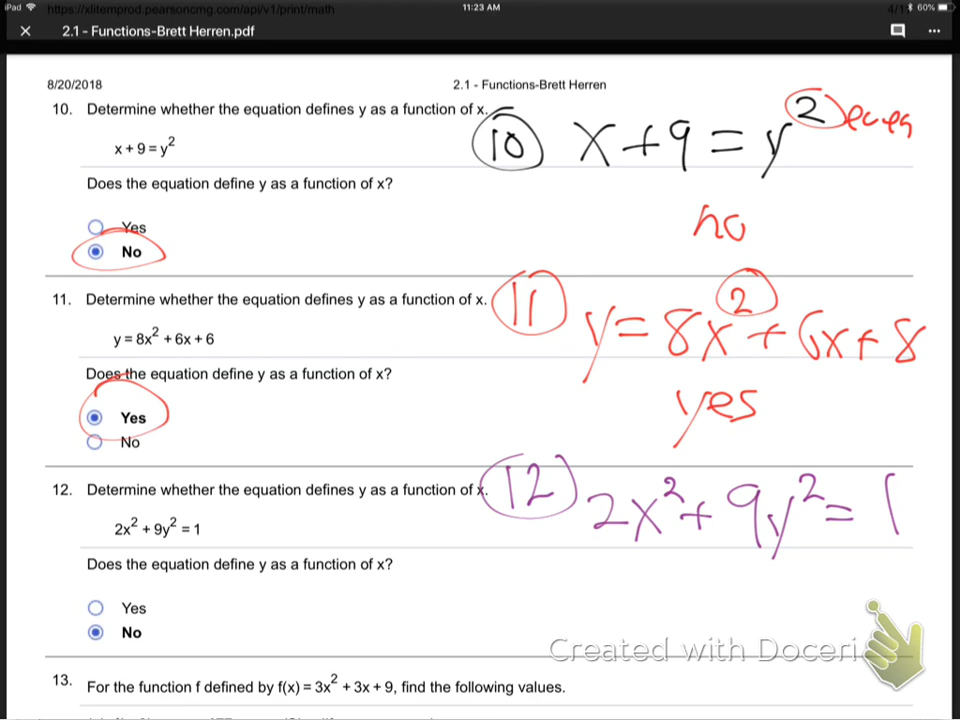 iPad 11:23 AM 60%
https://xlitemprod.pearsoncmg.com/api/v1/print/math
2.1 - Functions-Brett Herren.pdf
8/20/2018 2.1 - Functions-Brett Herren
10. Determine whether the equation defines y as a function of x.
x + 9 = y²
10 x + 9 = y² even
Does the equation define y as a function of x?
no
Yes
No
11. Determine whether the equation defines y as a function of x.
y = 8x² + 6x + 6
11 y = 8x² + 6x + 8
Does the equation define y as a function of x?
yes
Yes
No
12. Determine whether the equation defines y as a function of x.
2x² + 9y² = 1
12 2x² + 9y² = 1
Does the equation define y as a function of x?
Yes
No
Created with Doceri
13. For the function f defined by f(x) = 3x² + 3x + 9, find the following values.